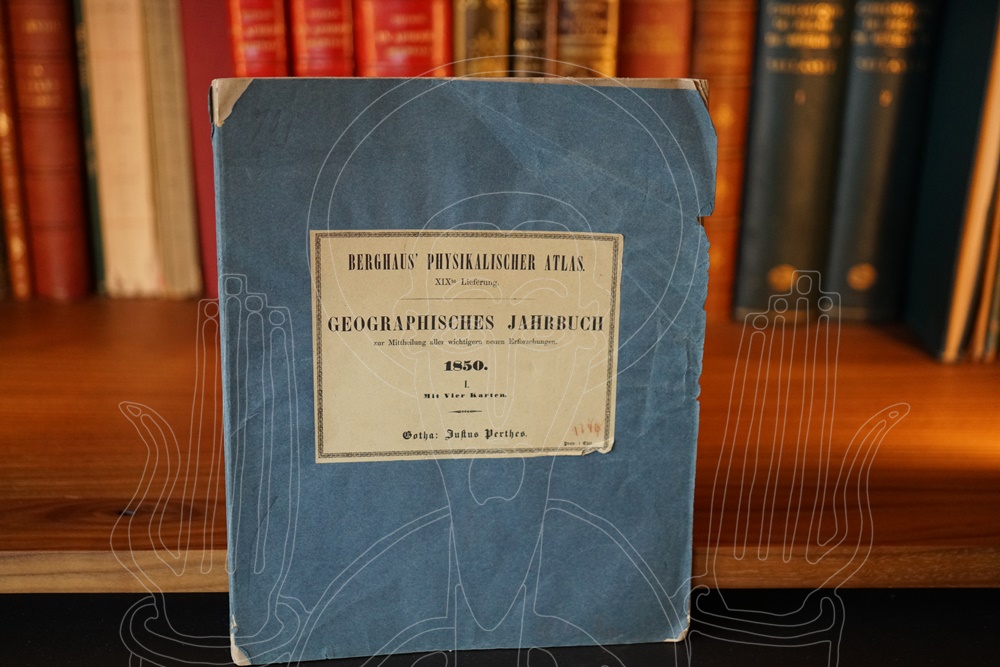 BERGHAUS' PHYSIKALISCHER ATLAS.
XIXte Lieferung.
GEOGRAPHISCHES JAHRBUCH
zur Mittheilung aller wichtigern neuen Erforschungen.
1850.
I.
Mit Vier Karten.
Gotha: Justus Perthes.